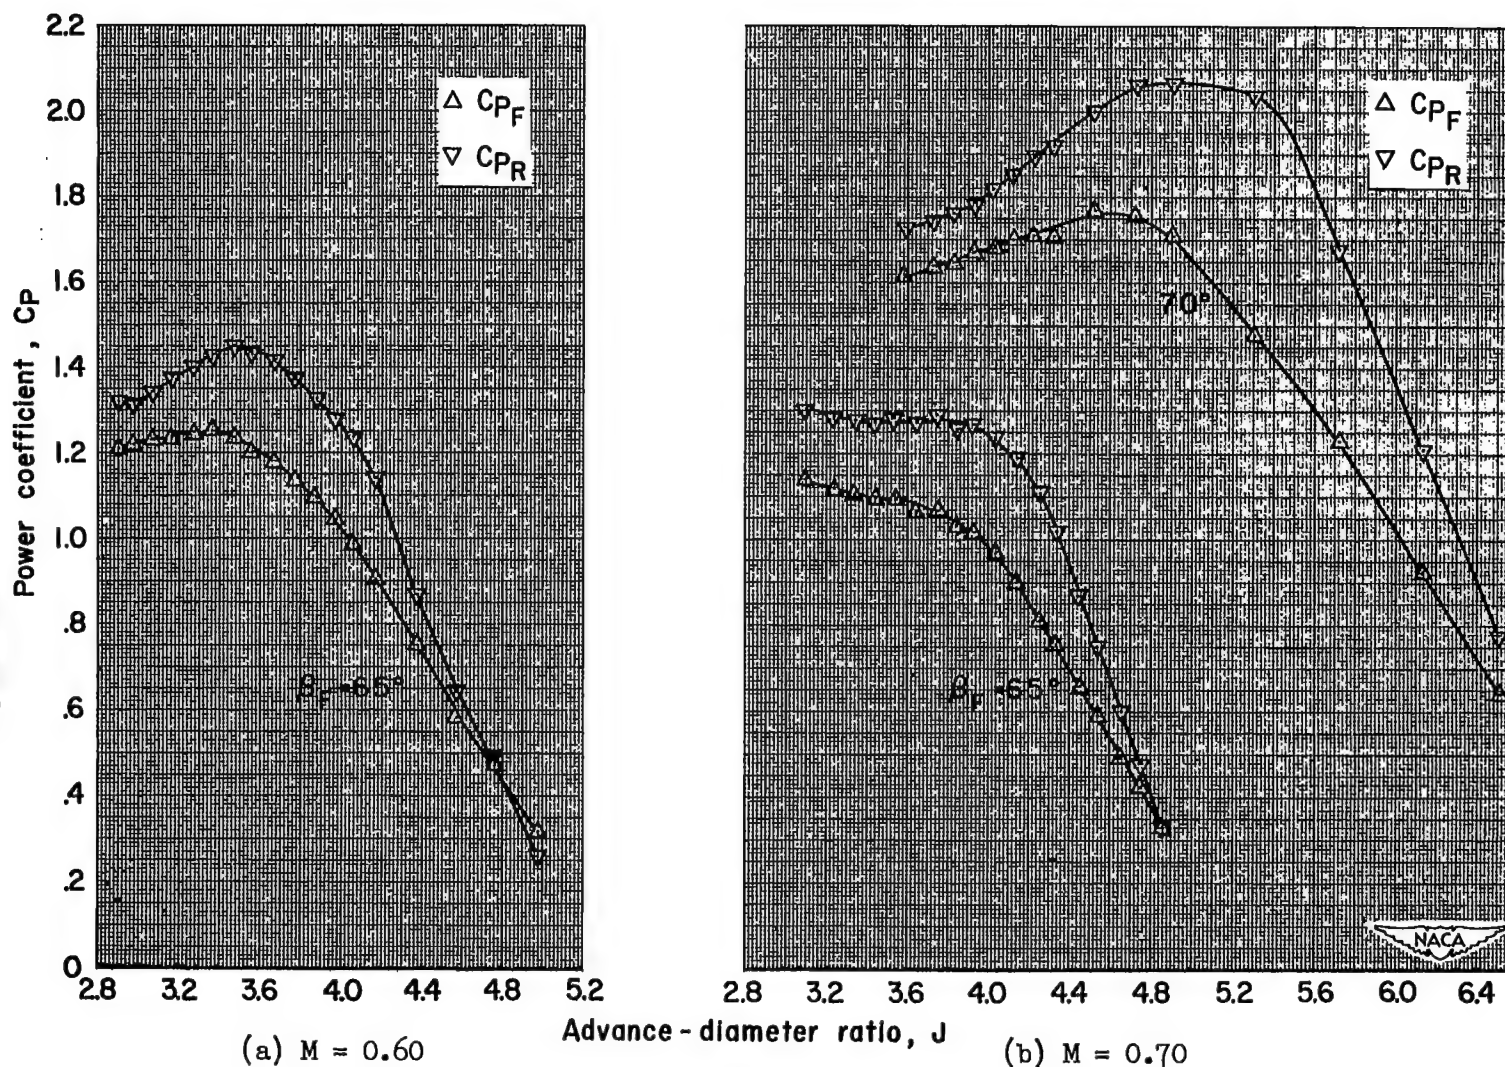 2.2
2.0
1.8
1.6
1.4
1.2
1.0
.8
.6
.4
.2
0
Power coefficient, CP
△ CPF
▽ CPR
βF = 65°
2.8 3.2 3.6 4.0 4.4 4.8 5.2
(a) M = 0.60
△ CPF
▽ CPR
70°
βF = 65°
NACA
2.8 3.2 3.6 4.0 4.4 4.8 5.2 5.6 6.0 6.4
Advance-diameter ratio, J
(b) M = 0.70